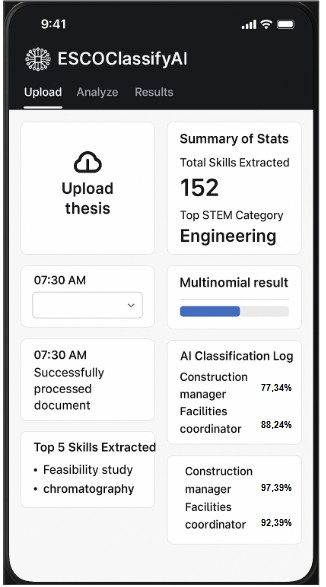 9:41
ESCOClassifyAI
Upload Analyze Results
Upload
thesis
Summary of Stats
Total Skills Extracted
152
Top STEM Category
Engineering
07:30 AM
Multinomial result
07:30 AM
Successfully
processed
document
AI Classification Log
Construction
manager 77,34%
Facilities
coordinator 88,24%
Top 5 Skills Extracted
• Feasibility study
• chromatography
Construction
manager 97,39%
Facilities
coordinator 92,39%